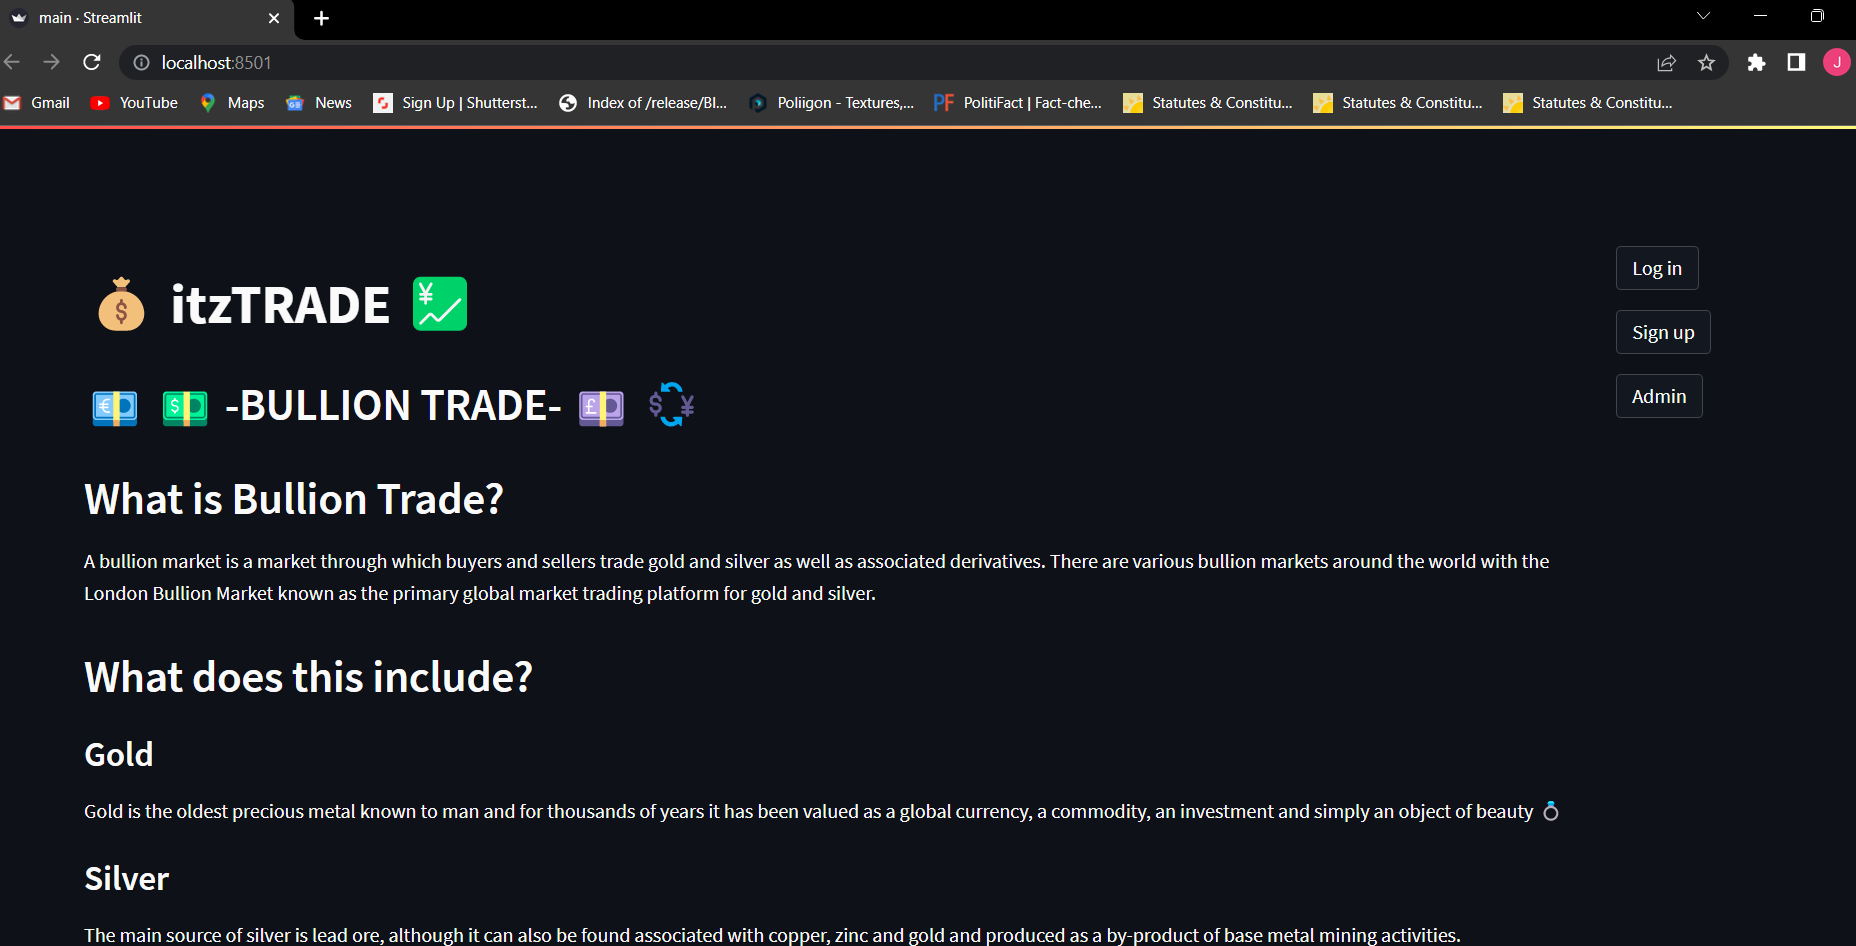 main · Streamlit
localhost:8501
J
Gmail
YouTube
Maps
News
Sign Up | Shutterst...
Index of /release/Bl...
Poliigon - Textures,...
PF PolitiFact | Fact-che...
Statutes & Constitu...
Statutes & Constitu...
Statutes & Constitu...
Log in
itzTRADE
Sign up
Admin
-BULLION TRADE-
What is Bullion Trade?
A bullion market is a market through which buyers and sellers trade gold and silver as well as associated derivatives. There are various bullion markets around the world with the
London Bullion Market known as the primary global market trading platform for gold and silver.
What does this include?
Gold
Gold is the oldest precious metal known to man and for thousands of years it has been valued as a global currency, a commodity, an investment and simply an object of beauty
Silver
The main source of silver is lead ore, although it can also be found associated with copper, zinc and gold and produced as a by-product of base metal mining activities.